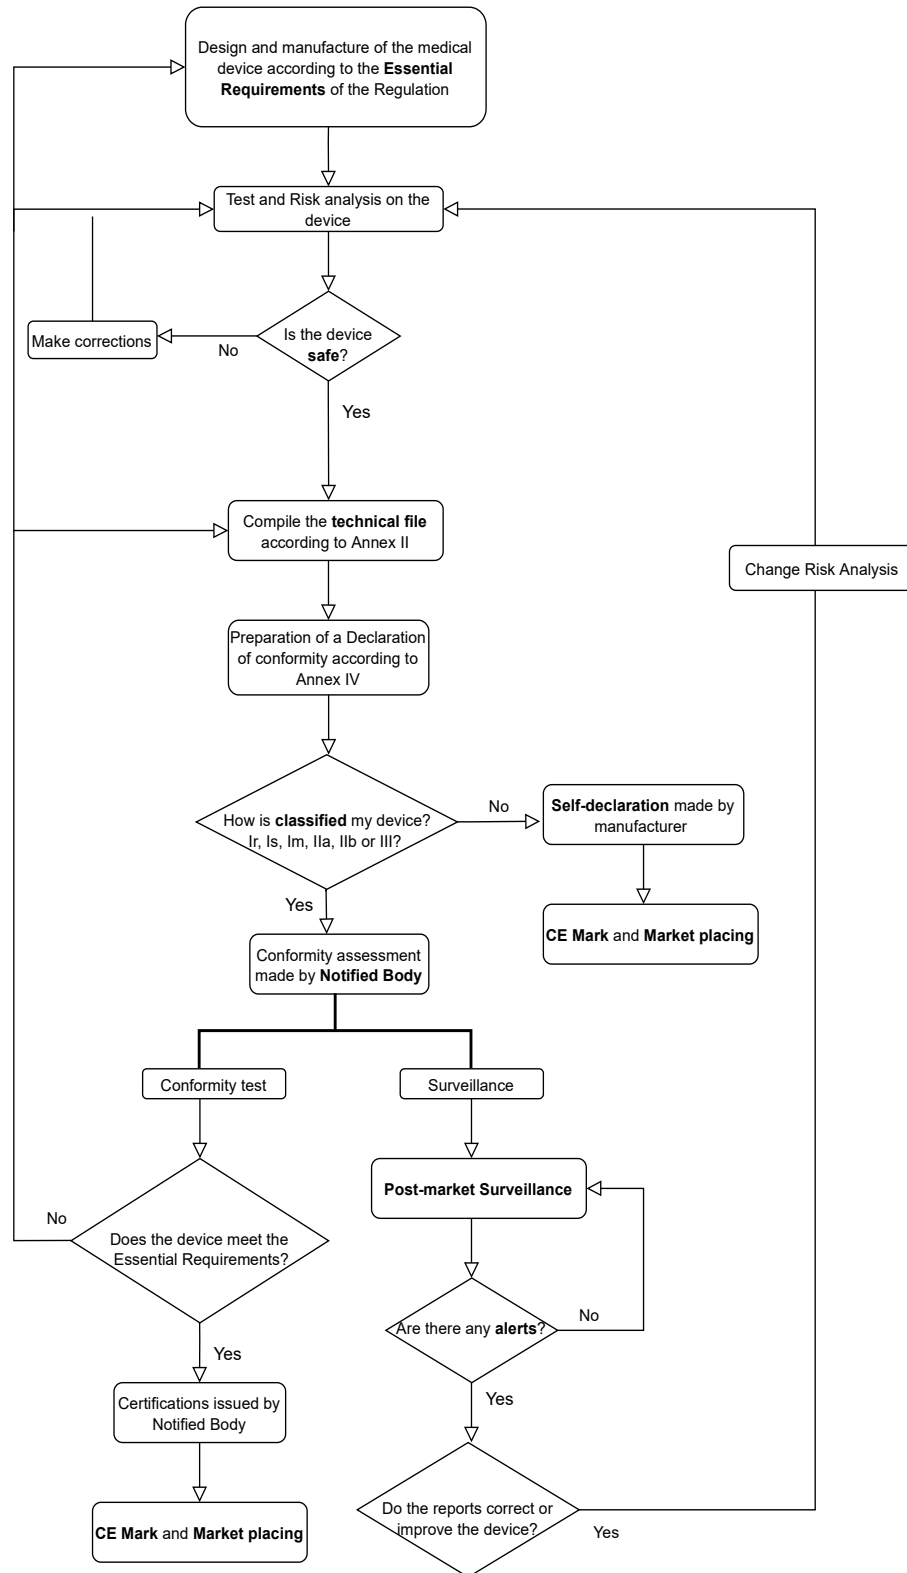 Design and manufacture of the medical
device according to the Essential
Requirements of the Regulation
Test and Risk analysis on the
device
Is the device
safe?
No
Make corrections
Yes
Compile the technical file
according to Annex II
Change Risk Analysis
Preparation of a Declaration
of conformity according to
Annex IV
How is classified my device?
Ir, Is, Im, IIa, IIb or III?
No
Self-declaration made by
manufacturer
Yes
CE Mark and Market placing
Conformity assessment
made by Notified Body
Conformity test
Surveillance
Post-market Surveillance
No
Does the device meet the
Essential Requirements?
Are there any alerts?
No
Yes
Yes
Certifications issued by
Notified Body
Do the reports correct or
improve the device?
Yes
CE Mark and Market placing